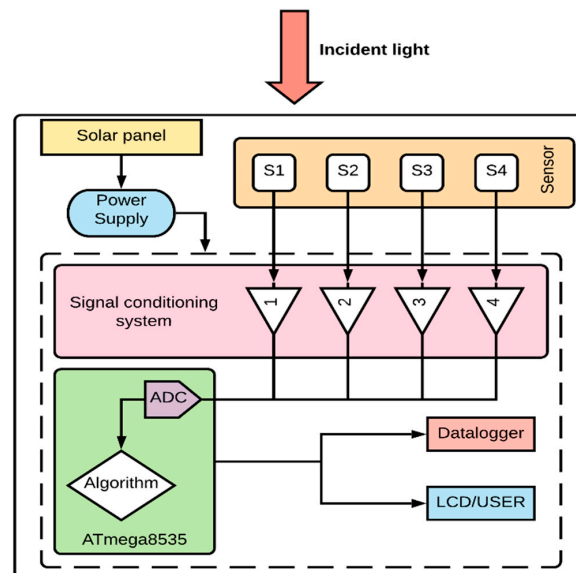 Incident light
Solar panel
S1
S2
S3
S4
Sensor
Power
Supply
Signal conditioning
system
1
2
3
4
ADC
Algorithm
ATmega8535
Datalogger
LCD/USER